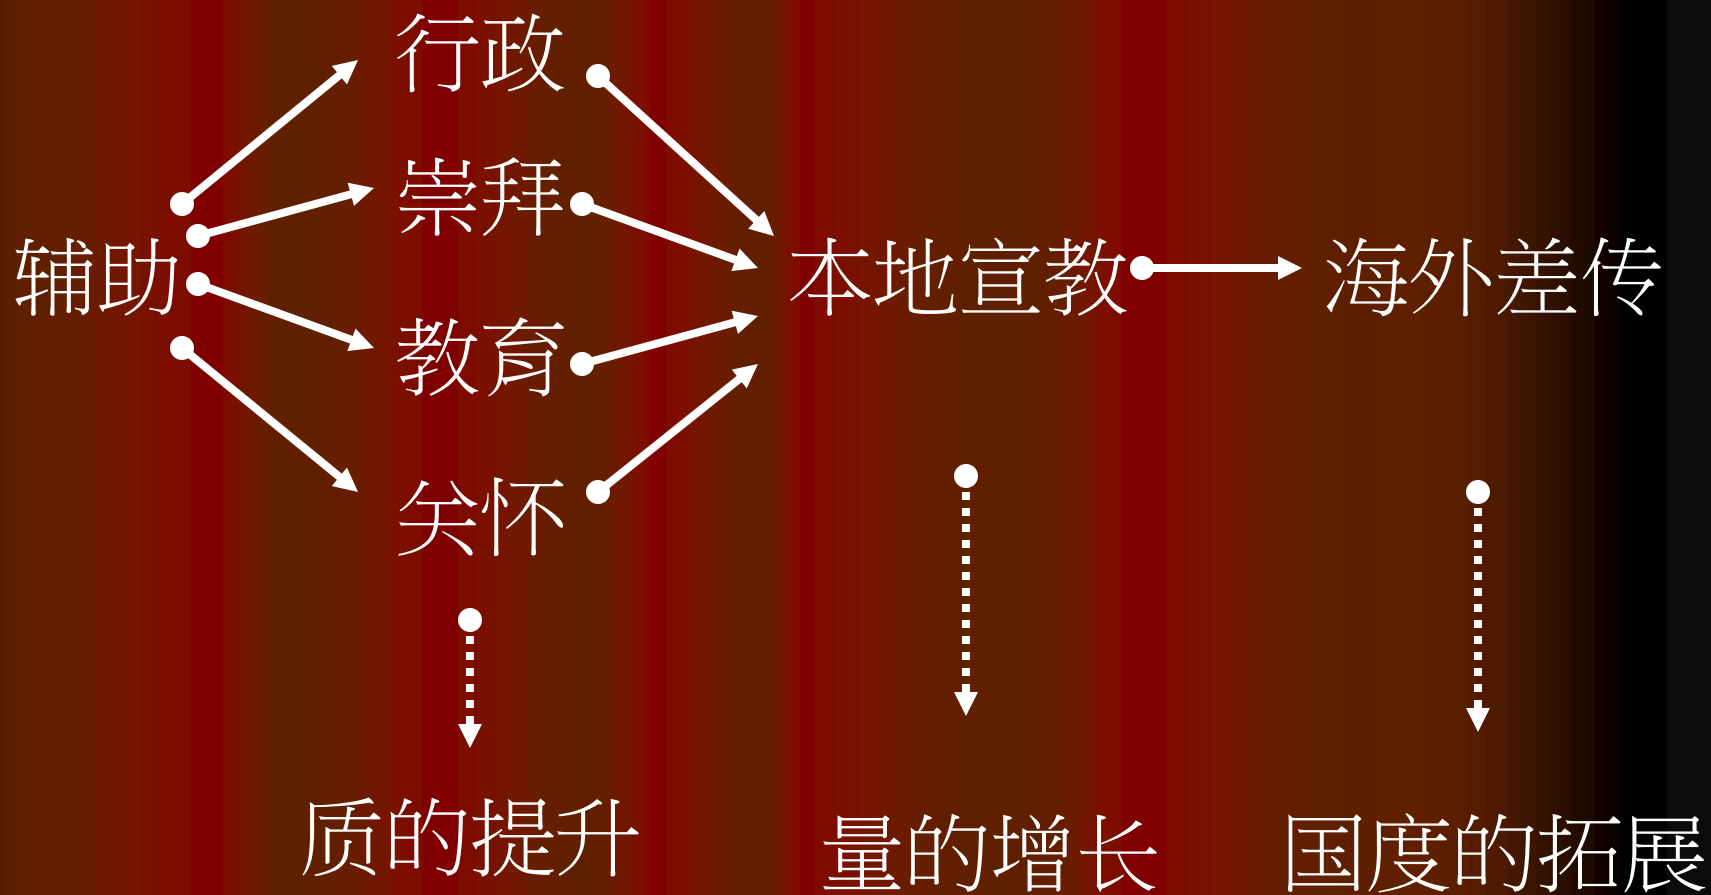 行政
崇拜
辅助
教育
关怀
本地宣教
海外差传
质的提升
量的增长
国度的拓展